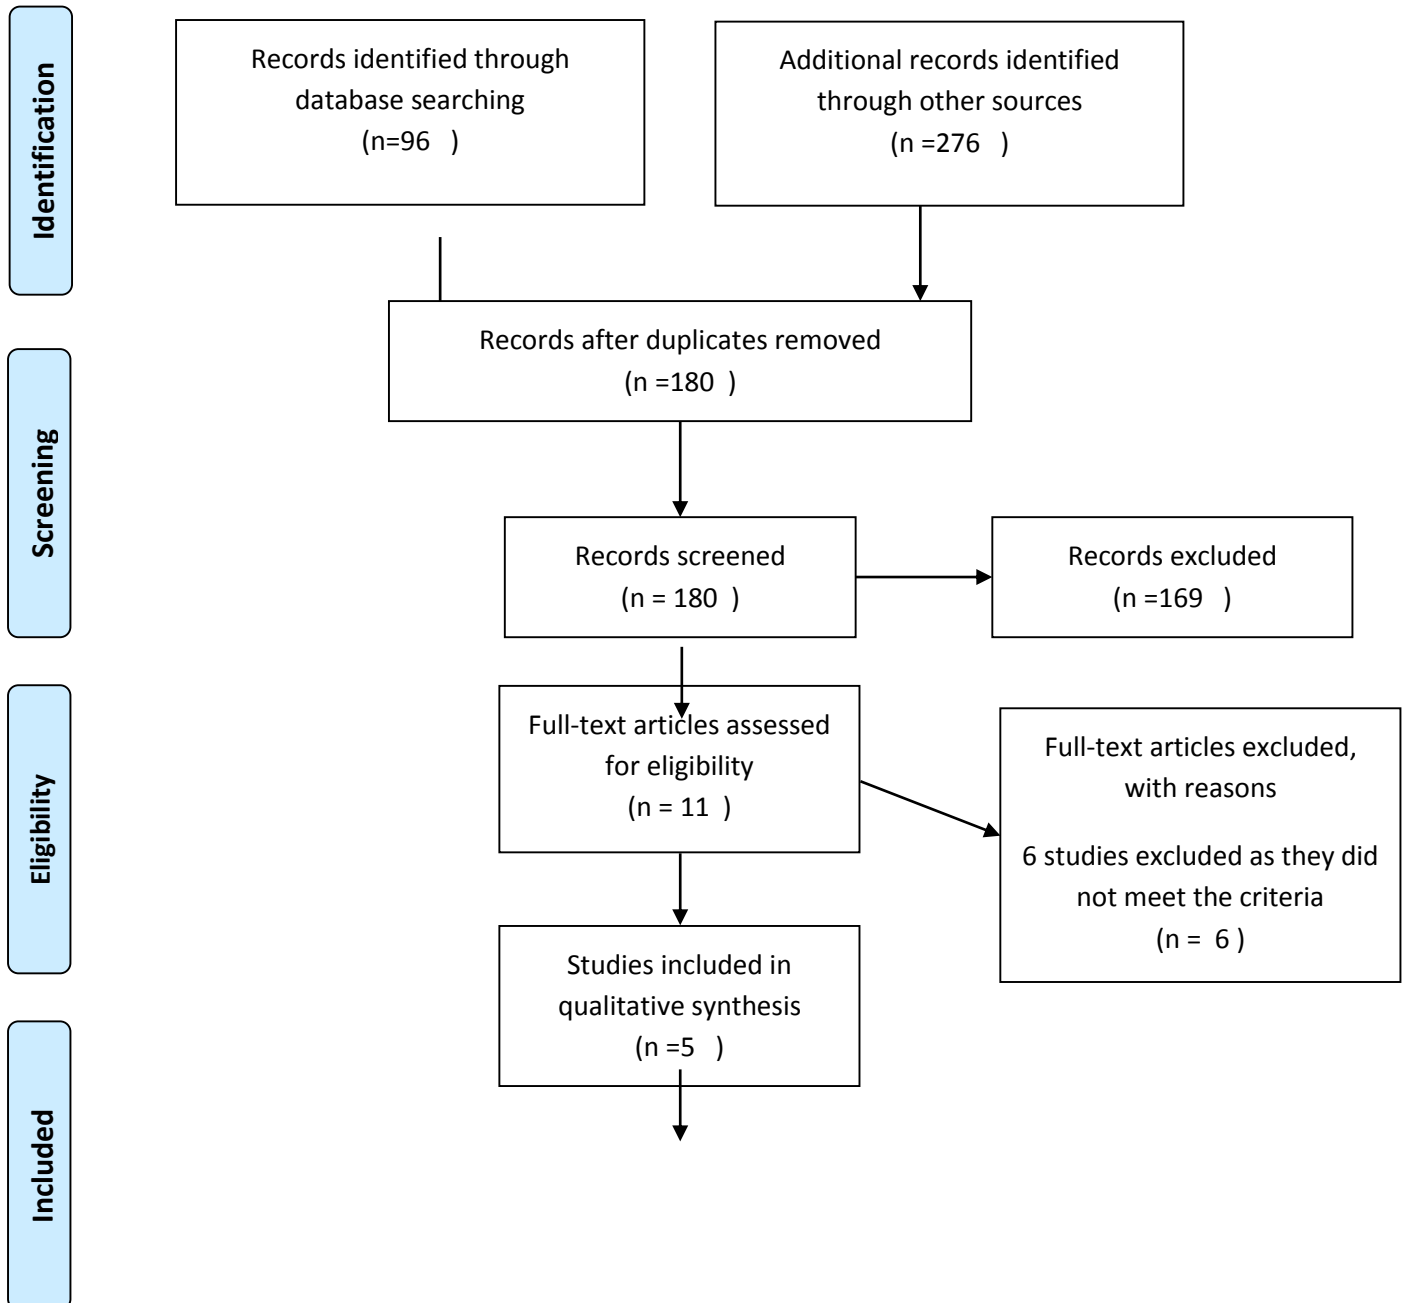 Identification
Records identified through
database searching
(n=96   )
Additional records identified
through other sources
(n =276   )
Records after duplicates removed
(n =180  )
Screening
Records screened
(n = 180  )
Records excluded
(n =169   )
Eligibility
Full-text articles assessed
for eligibility
(n = 11  )
Full-text articles excluded,
with reasons
6 studies excluded as they did
not meet the criteria
(n =  6 )
Included
Studies included in
qualitative synthesis
(n =5   )